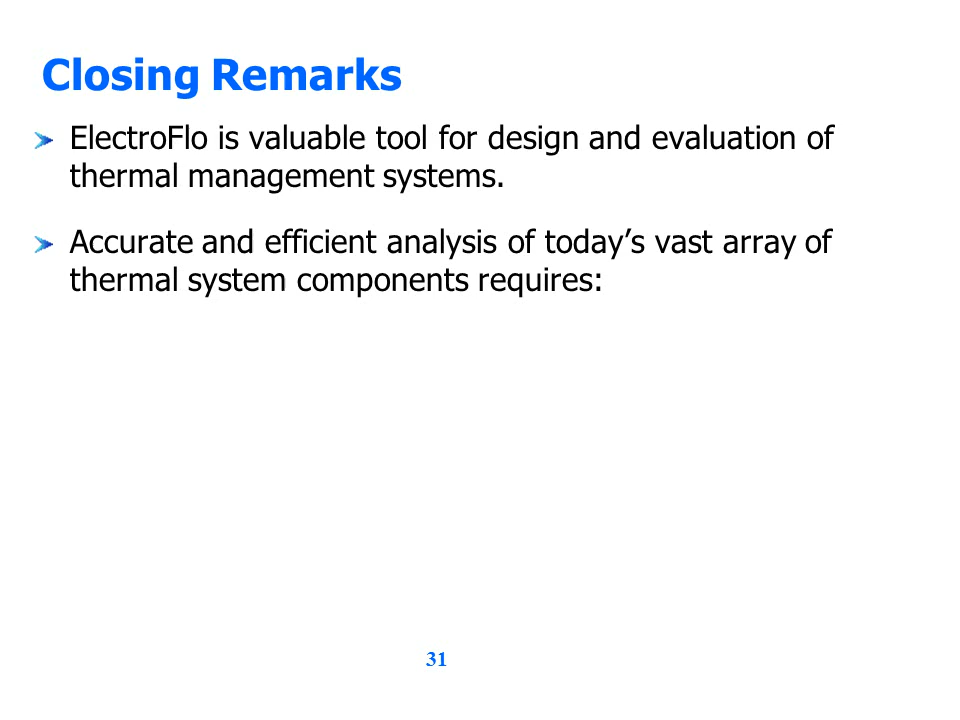 Closing Remarks
ElectroFlo is valuable tool for design and evaluation of
thermal management systems.
Accurate and efficient analysis of today’s vast array of
thermal system components requires:
31